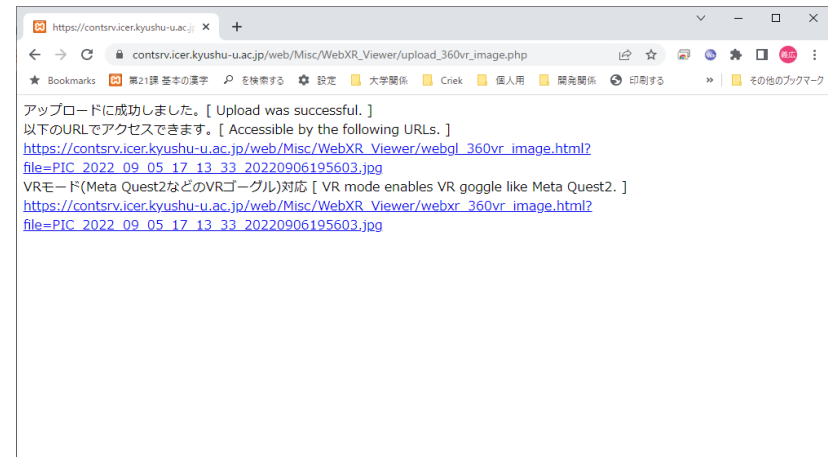 https://contsrv.icer.kyushu-u.ac.j
contsrv.icer.kyushu-u.ac.jp/web/Misc/WebXR_Viewer/upload_360vr_image.php
義広
Bookmarks 第21課 基本の漢字 を検索する 設定 大学関係 Criek 個人用 開発関係 印刷する » その他のブックマーク
アップロードに成功しました。[ Upload was successful. ]
以下のURLでアクセスできます。[ Accessible by the following URLs. ]
https://contsrv.icer.kyushu-u.ac.jp/web/Misc/WebXR_Viewer/webgl_360vr_image.html?
file=PIC_2022_09_05_17_13_33_20220906195603.jpg
VRモード(Meta Quest2などのVRゴーグル)対応 [ VR mode enables VR goggle like Meta Quest2. ]
https://contsrv.icer.kyushu-u.ac.jp/web/Misc/WebXR_Viewer/webxr_360vr_image.html?
file=PIC_2022_09_05_17_13_33_20220906195603.jpg